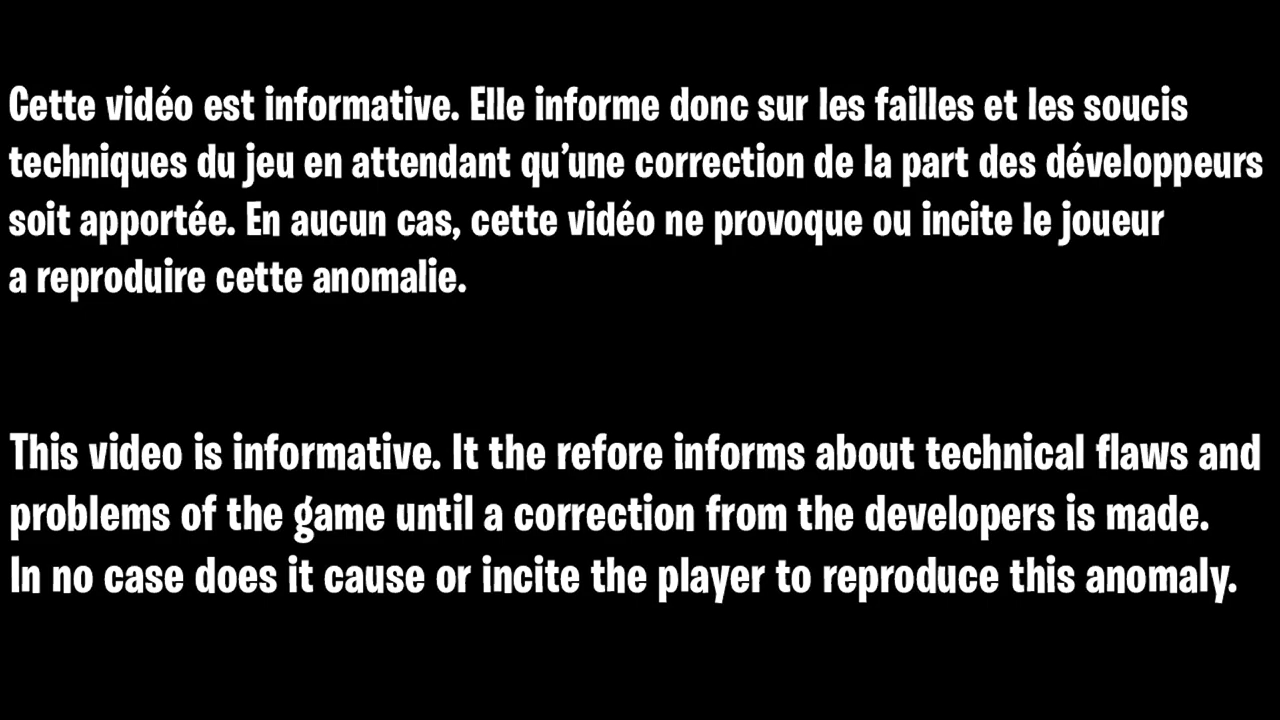 Cette vidéo est informative. Elle informe donc sur les failles et les soucis
techniques du jeu en attendant qu’une correction de la part des développeurs
soit apportée. En aucun cas, cette vidéo ne provoque ou incite le joueur
a reproduire cette anomalie.
This video is informative. It the refore informs about technical flaws and
problems of the game until a correction from the developers is made.
In no case does it cause or incite the player to reproduce this anomaly.